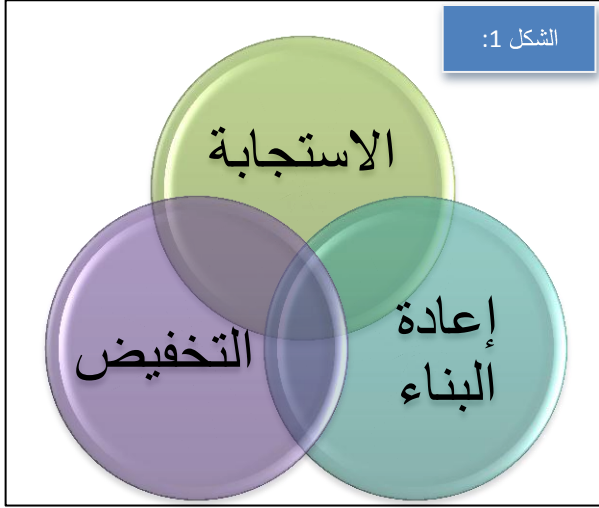 الشكل 1:
الاستجابة
إعادة
البناء
التخفيض